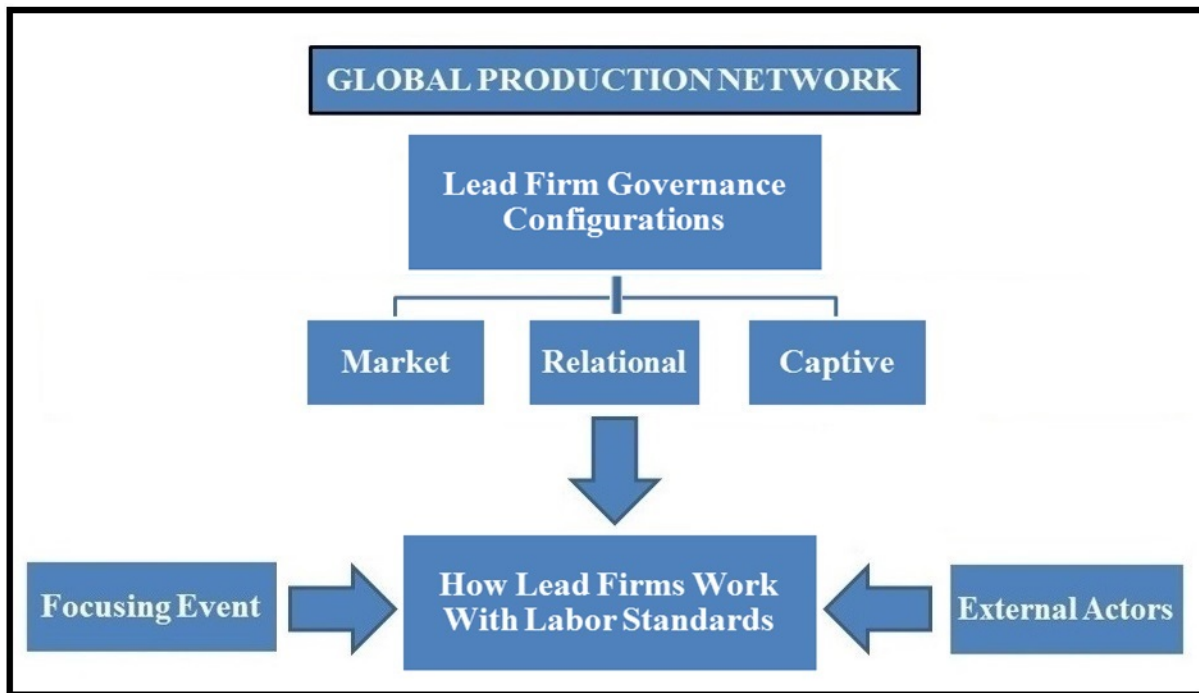 GLOBAL PRODUCTION NETWORK
Lead Firm Governance
Configurations
Market
Relational
Captive
Focusing Event
How Lead Firms Work
With Labor Standards
External Actors